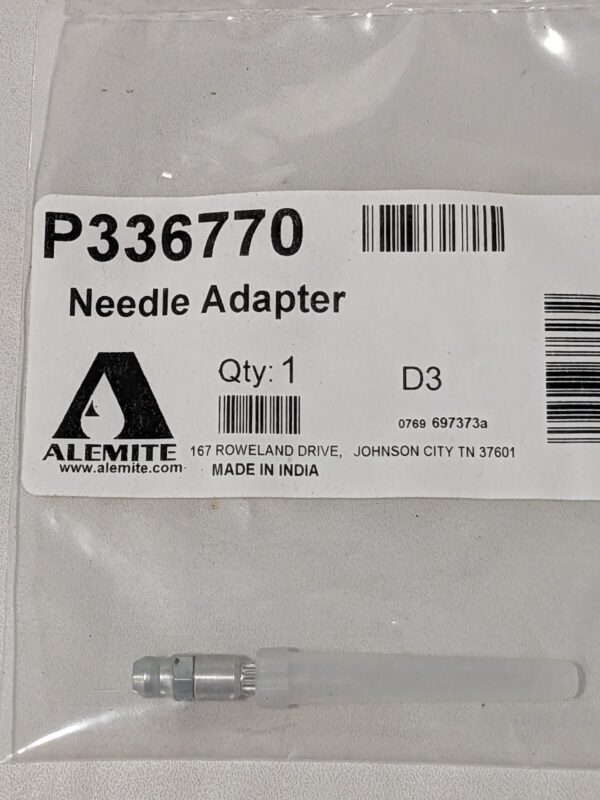 P336770
Needle Adapter
Qty: 1
D3
0769 697373a
ALEMITE
167 ROWELAND DRIVE, JOHNSON CITY TN 37601
www.alemite.com
MADE IN INDIA